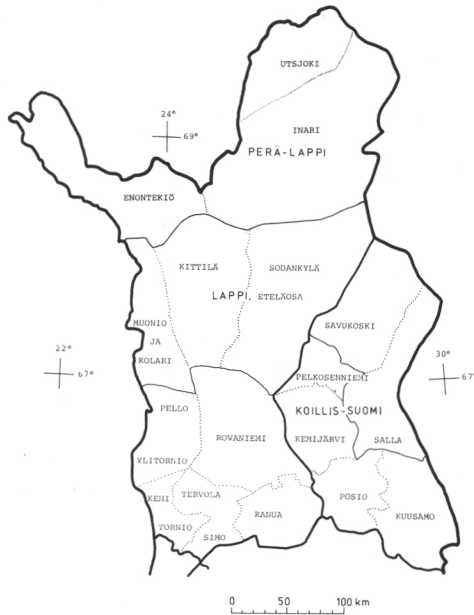 UTSJOKI
24°
69°
INARI
PERÄ-LAPPI
ENONTEKIÖ
KITTILÄ
SODANKYLÄ
LAPPI, ETELÄOSA
MUONIO
JA
KOLARI
SAVUKOSKI
22°
67°
30°
67°
PELKOSENNIEMI
PELLO
KOILLIS-SUOMI
ROVANIEMI
KEMIJÄRVI
SALLA
YLITORNIO
KEMI
TERVOLA
RANUA
POSIO
KUUSAMO
TORNIO
SIMO
0 50 100 km